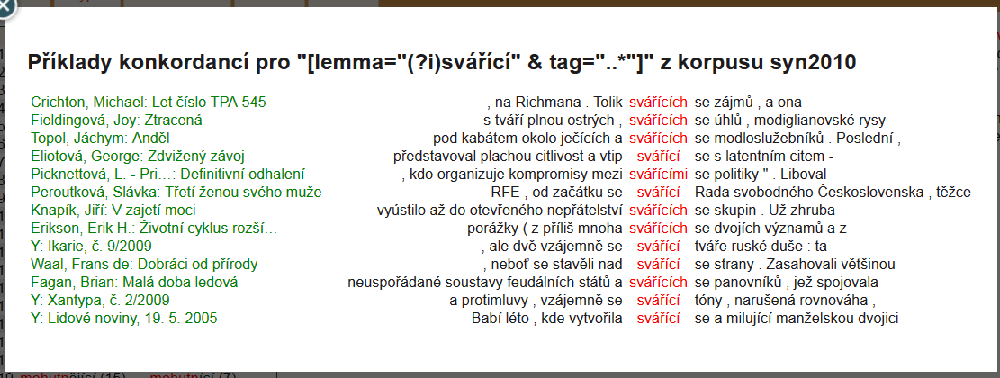 Příklady konkordancí pro "[lemma="(?i)svářící" & tag="..*"]" z korpusu syn2010
Crichton, Michael: Let číslo TPA 545 , na Richmana . Tolik svářících se zájmů , a ona
Fieldingová, Joy: Ztracená s tváří plnou ostrých , svářících se úhlů , modiglianovské rysy
Topol, Jáchym: Anděl pod kabátem okolo ječících a svářících se modloslužebníků . Poslední ,
Eliotová, George: Zdvižený závoj představoval plachou citlivost a vtip svářící se s latentním citem -
Picknettová, L. - Pri...: Definitivní odhalení , kdo organizuje kompromisy mezi svářícími se politiky " . Liboval
Peroutková, Slávka: Třetí ženou svého muže RFE , od začátku se svářící Rada svobodného Československa , těžce
Knapík, Jiří: V zajetí moci vyústilo až do otevřeného nepřátelství svářících se skupin . Už zhruba
Erikson, Erik H.: Životní cyklus rozší... porážky ( z příliš mnoha svářících se dvojích významů a z
Y: Ikarie, č. 9/2009 , ale dvě vzájemně se svářící tváře ruské duše : ta
Waal, Frans de: Dobráci od přírody , neboť se stavěli nad svářící se strany . Zasahovali většinou
Fagan, Brian: Malá doba ledová neuspořádané soustavy feudálních států a svářících se panovníků , jež spojovala
Y: Xantypa, č. 2/2009 a protimluvy , vzájemně se svářící tóny , narušená rovnováha ,
Y: Lidové noviny, 19. 5. 2005 Babí léto , kde vytvořila svářící se a milující manželskou dvojici